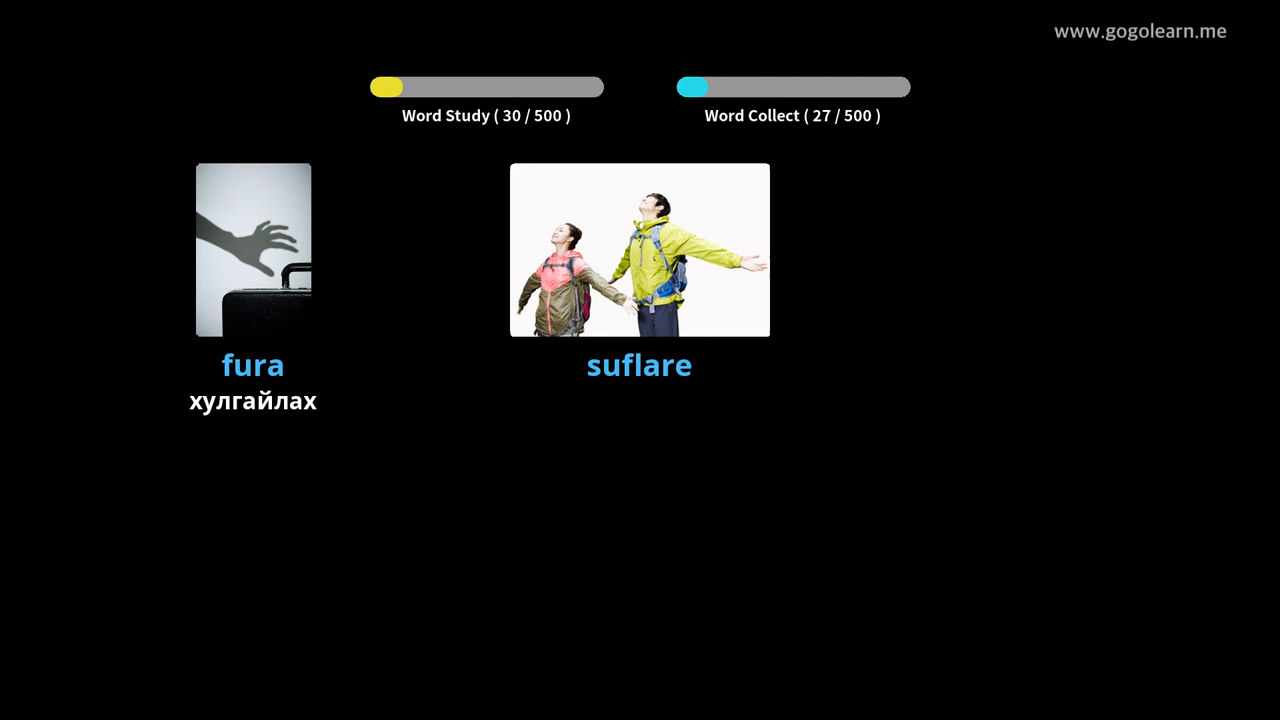 www.gogolearn.me
Word Study ( 30 / 500 )
Word Collect ( 27 / 500 )
fura
хулгайлах
suflare